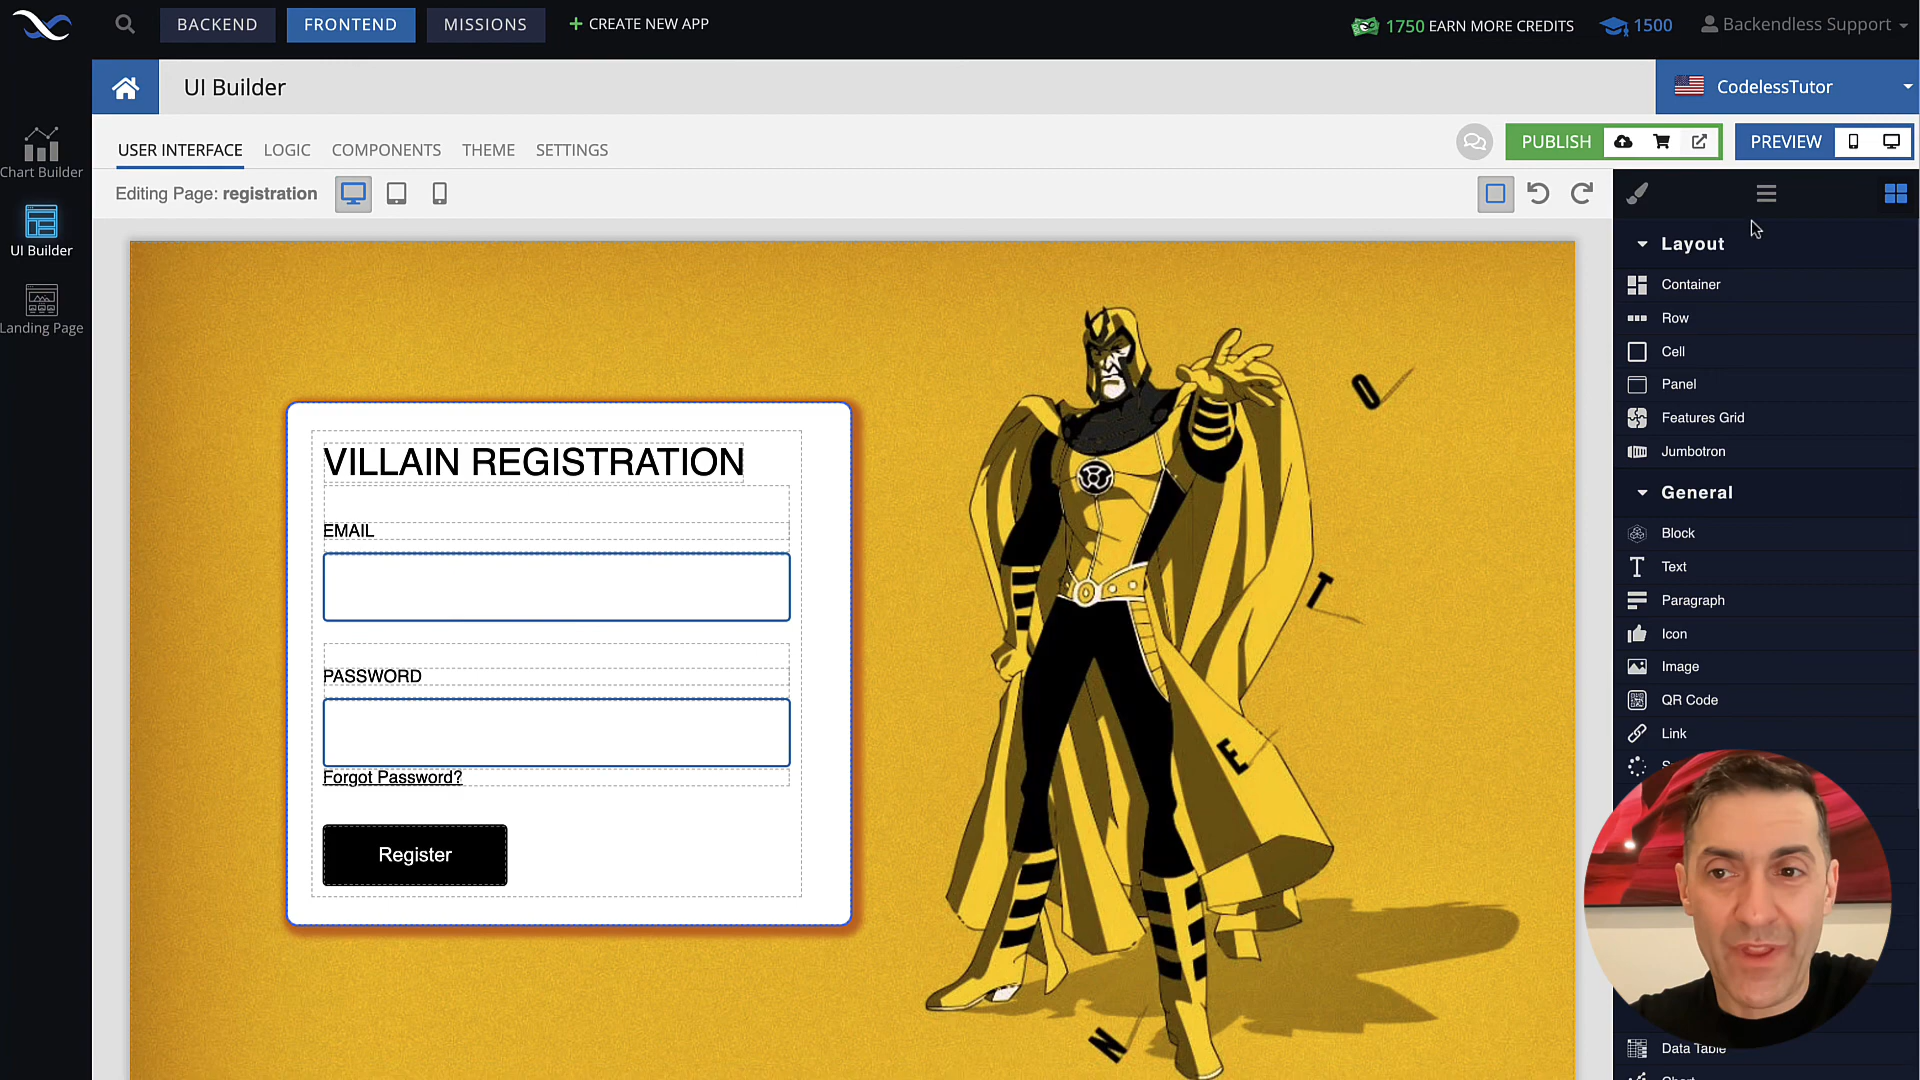 BACKEND
FRONTEND
MISSIONS
+ CREATE NEW APP
1750 EARN MORE CREDITS
1500
Backendless Support
UI Builder
CodelessTutor
USER INTERFACE
LOGIC
COMPONENTS
THEME
SETTINGS
PUBLISH
PREVIEW
Editing Page: registration
Chart Builder
UI Builder
Landing Page
VILLAIN REGISTRATION
EMAIL
PASSWORD
Forgot Password?
Register
O
T
E
N
Layout
Container
Row
Cell
Panel
Features Grid
Jumbotron
General
Block
Text
Paragraph
Icon
Image
QR Code
Link
Data Table